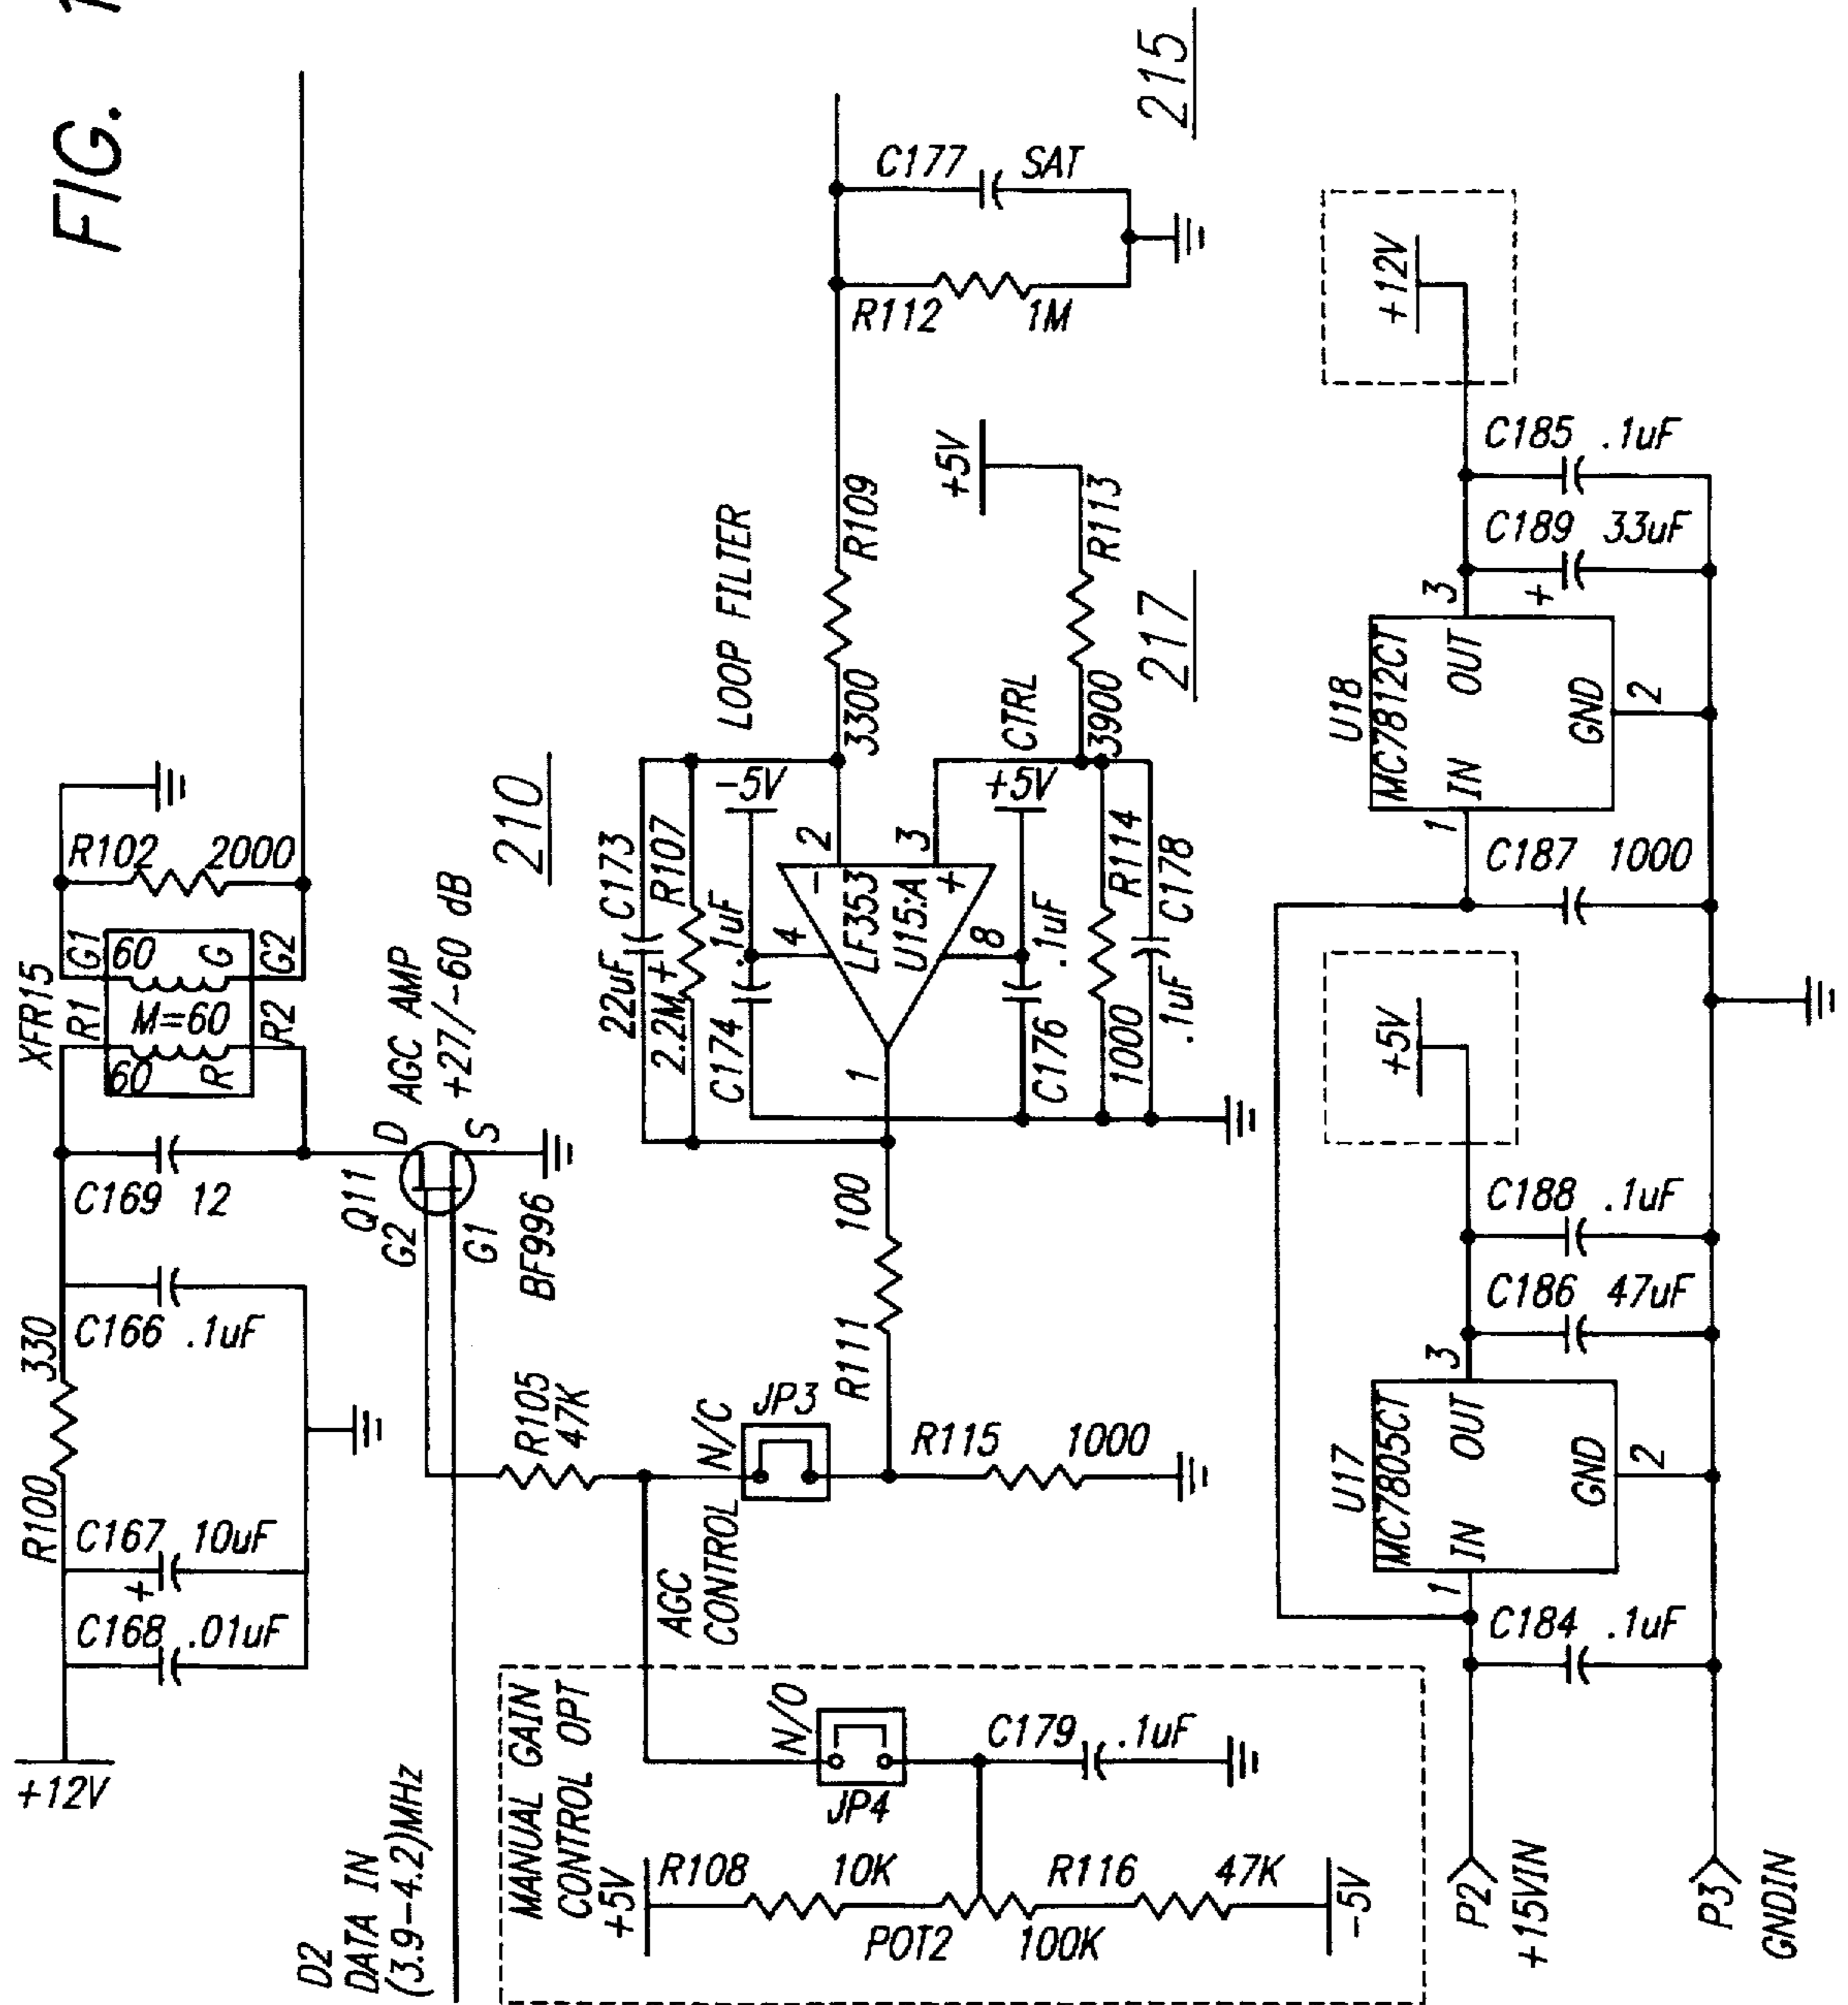 FIG. 1
+12V
C168 .01uF
C167 10uF
+
R100 330
C166 .1uF
C169 12
XFR15
R1 G1
60 60
M=60
R G
R2 G2
R102 2000
D2
DATA IN
(3.9-4.2)MHz
Q11
G2
G1
D
S
BF996
AGC AMP
+27/-60 dB
210
R105
47K
AGC
CONTROL
N/C
JP3
R111 100
R115 1000
MANUAL GAIN
CONTROL OPT
+5V
R108 10K
POT2 100K
R116 47K
-5V
N/O
JP4
C179 .1uF
22uF C173
2.2M + R107
C174 .1uF
-5V
4
2
-
LF353
U15:A
3
+
8
1
+5V
C176 .1uF
1000 R114
.1uF C178
LOOP FILTER
3300 R109
CTRL
3900 R113
+5V
217
R112 1M
C177 SAT
215
P2
+15VIN
P3
GNDIN
C184 .1uF
U17
MC7805CT
1 IN OUT 3
GND
2
C186 47uF
C188 .1uF
+5V
C187 1000
U18
MC7812CT
1 IN OUT 3
GND
2
+
C189 33uF
C185 .1uF
+12V